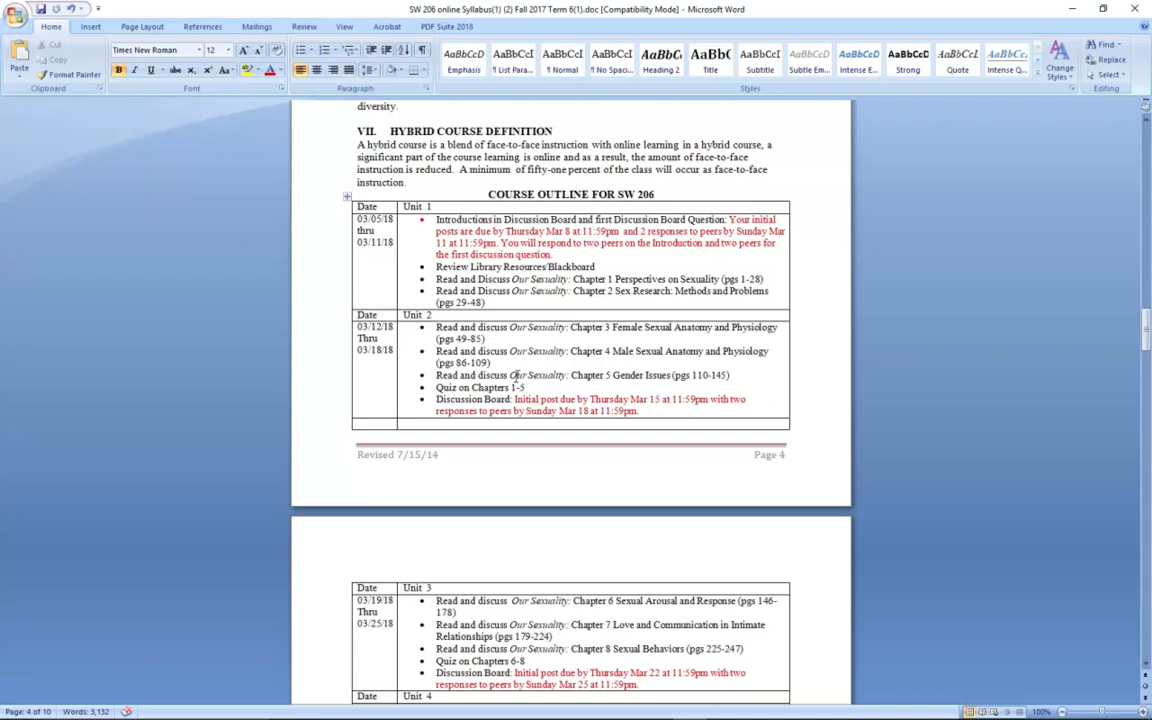 SW 206 online Syllabus(1) (2) Fall 2017 Term 6(1).doc [Compatibility Mode] - Microsoft Word
Home Insert Page Layout References Mailings Review View Acrobat PDF Suite 2018
Paste
Cut
Copy
Format Painter
Clipboard
Times New Roman 12
Font
Paragraph
AaBbCcD AaBbCcI AaBbCcI AaBbCcI AaBbC AaBb( AaBbCcI AaBbCcD AaBbCcD AaBbCcD AaBbCcD AaBbCcD
Emphasis ¶ List Para... ¶ Normal ¶ No Spaci... Heading 2 Title Subtitle Subtle Em... Intense E... Strong Quote Intense Q...
Styles
Change Styles
Find
Replace
Select
Editing
diversity.
VII. HYBRID COURSE DEFINITION
A hybrid course is a blend of face-to-face instruction with online learning in a hybrid course, a
significant part of the course learning is online and as a result, the amount of face-to-face
instruction is reduced. A minimum of fifty-one percent of the class will occur as face-to-face
instruction.
COURSE OUTLINE FOR SW 206
Date Unit 1
03/05/18
thru
03/11/18
• Introductions in Discussion Board and first Discussion Board Question: Your initial
posts are due by Thursday Mar 8 at 11:59pm and 2 responses to peers by Sunday Mar
11 at 11:59pm. You will respond to two peers on the Introduction and two peers for
the first discussion question.
• Review Library Resources/Blackboard
• Read and Discuss Our Sexuality: Chapter 1 Perspectives on Sexuality (pgs 1-28)
• Read and Discuss Our Sexuality: Chapter 2 Sex Research: Methods and Problems
(pgs 29-48)
Unit 2
03/12/18
Thru
03/18/18
• Read and discuss Our Sexuality: Chapter 3 Female Sexual Anatomy and Physiology
(pgs 49-85)
• Read and discuss Our Sexuality: Chapter 4 Male Sexual Anatomy and Physiology
(pgs 86-109)
• Read and discuss Our Sexuality: Chapter 5 Gender Issues (pgs 110-145)
• Quiz on Chapters 1-5
• Discussion Board: Initial post due by Thursday Mar 15 at 11:59pm with two
responses to peers by Sunday Mar 18 at 11:59pm.
Revised 7/15/14 Page 4
Date Unit 3
03/19/18
Thru
03/25/18
• Read and discuss Our Sexuality: Chapter 6 Sexual Arousal and Response (pgs 146-
178)
• Read and discuss Our Sexuality: Chapter 7 Love and Communication in Intimate
Relationships (pgs 179-224)
• Read and discuss Our Sexuality: Chapter 8 Sexual Behaviors (pgs 225-247)
• Quiz on Chapters 6-8
• Discussion Board: Initial post due by Thursday Mar 22 at 11:59pm with two
responses to peers by Sunday Mar 25 at 11:59pm.
Date Unit 4
Page: 4 of 10 Words: 3,132 100%